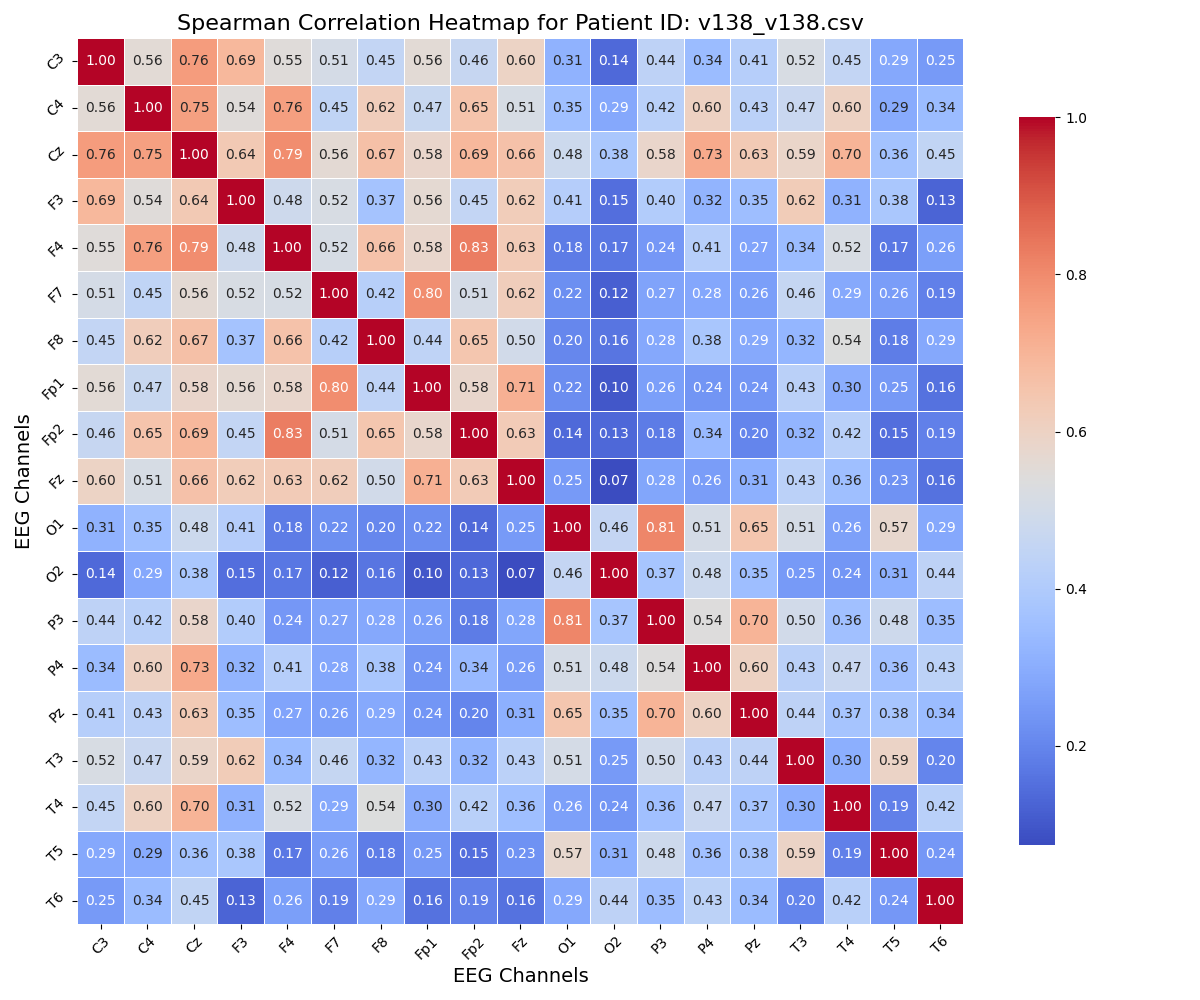 Spearman Correlation Heatmap for Patient ID: v138_v138.csv
EEG Channels
C3 1.00 0.56 0.76 0.69 0.55 0.51 0.45 0.56 0.46 0.60 0.31 0.14 0.44 0.34 0.41 0.52 0.45 0.29 0.25
C4 0.56 1.00 0.75 0.54 0.76 0.45 0.62 0.47 0.65 0.51 0.35 0.29 0.42 0.60 0.43 0.47 0.60 0.29 0.34
Cz 0.76 0.75 1.00 0.64 0.79 0.56 0.67 0.58 0.69 0.66 0.48 0.38 0.58 0.73 0.63 0.59 0.70 0.36 0.45
F3 0.69 0.54 0.64 1.00 0.48 0.52 0.37 0.56 0.45 0.62 0.41 0.15 0.40 0.32 0.35 0.62 0.31 0.38 0.13
F4 0.55 0.76 0.79 0.48 1.00 0.52 0.66 0.58 0.83 0.63 0.18 0.17 0.24 0.41 0.27 0.34 0.52 0.17 0.26
F7 0.51 0.45 0.56 0.52 0.52 1.00 0.42 0.80 0.51 0.62 0.22 0.12 0.27 0.28 0.26 0.46 0.29 0.26 0.19
F8 0.45 0.62 0.67 0.37 0.66 0.42 1.00 0.44 0.65 0.50 0.20 0.16 0.28 0.38 0.29 0.32 0.54 0.18 0.29
Fp1 0.56 0.47 0.58 0.56 0.58 0.80 0.44 1.00 0.58 0.71 0.22 0.10 0.26 0.24 0.24 0.43 0.30 0.25 0.16
Fp2 0.46 0.65 0.69 0.45 0.83 0.51 0.65 0.58 1.00 0.63 0.14 0.13 0.18 0.34 0.20 0.32 0.42 0.15 0.19
Fz 0.60 0.51 0.66 0.62 0.63 0.62 0.50 0.71 0.63 1.00 0.25 0.07 0.28 0.26 0.31 0.43 0.36 0.23 0.16
O1 0.31 0.35 0.48 0.41 0.18 0.22 0.20 0.22 0.14 0.25 1.00 0.46 0.81 0.51 0.65 0.51 0.26 0.57 0.29
O2 0.14 0.29 0.38 0.15 0.17 0.12 0.16 0.10 0.13 0.07 0.46 1.00 0.37 0.48 0.35 0.25 0.24 0.31 0.44
P3 0.44 0.42 0.58 0.40 0.24 0.27 0.28 0.26 0.18 0.28 0.81 0.37 1.00 0.54 0.70 0.50 0.36 0.48 0.35
P4 0.34 0.60 0.73 0.32 0.41 0.28 0.38 0.24 0.34 0.26 0.51 0.48 0.54 1.00 0.60 0.43 0.47 0.36 0.43
Pz 0.41 0.43 0.63 0.35 0.27 0.26 0.29 0.24 0.20 0.31 0.65 0.35 0.70 0.60 1.00 0.44 0.37 0.38 0.34
T3 0.52 0.47 0.59 0.62 0.34 0.46 0.32 0.43 0.32 0.43 0.51 0.25 0.50 0.43 0.44 1.00 0.30 0.59 0.20
T4 0.45 0.60 0.70 0.31 0.52 0.29 0.54 0.30 0.42 0.36 0.26 0.24 0.36 0.47 0.37 0.30 1.00 0.19 0.42
T5 0.29 0.29 0.36 0.38 0.17 0.26 0.18 0.25 0.15 0.23 0.57 0.31 0.48 0.36 0.38 0.59 0.19 1.00 0.24
T6 0.25 0.34 0.45 0.13 0.26 0.19 0.29 0.16 0.19 0.16 0.29 0.44 0.35 0.43 0.34 0.20 0.42 0.24 1.00
C3 C4 Cz F3 F4 F7 F8 Fp1 Fp2 Fz O1 O2 P3 P4 Pz T3 T4 T5 T6
EEG Channels
1.0
0.8
0.6
0.4
0.2